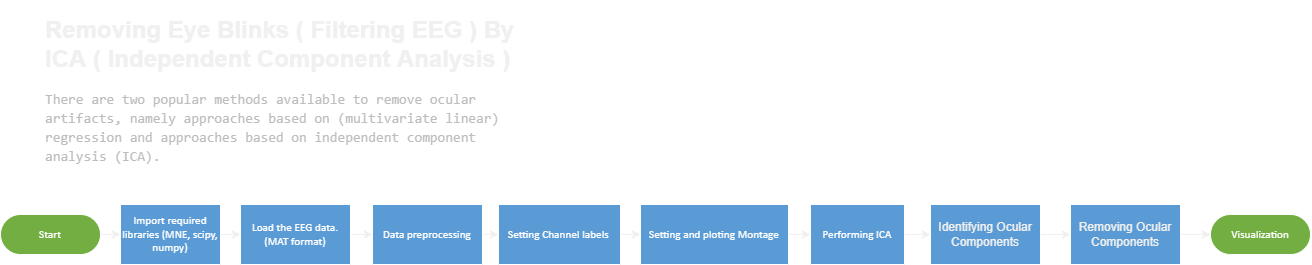 Removing Eye Blinks ( Filtering EEG ) By
ICA ( Independent Component Analysis )
There are two popular methods available to remove ocular
artifacts, namely approaches based on (multivariate linear)
regression and approaches based on independent component
analysis (ICA).
Start
Import required
libraries (MNE, scipy,
numpy)
Load the EEG data.
(MAT format)
Data preprocessing
Setting Channel labels
Setting and ploting Montage
Performing ICA
Identifying Ocular
Components
Removing Ocular
Components
Visualization